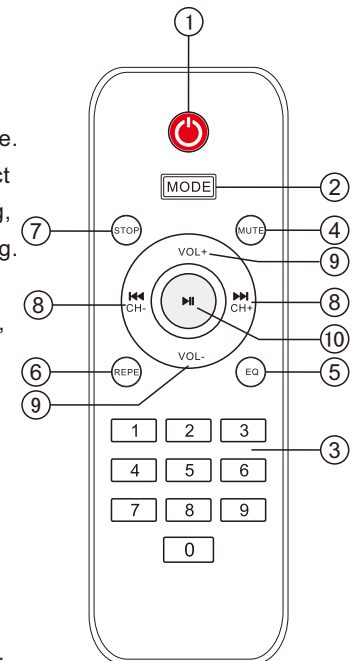 ①
e.
MODE
②
ct
g,
⑦
STOP
MUTE
④
g.
VOL+
⑨
⑧
CH-
CH+
⑧
,
⑩
VOL-
⑥
REPE
EQ
⑤
⑨
1 2 3
③
4 5 6
7 8 9
0
.